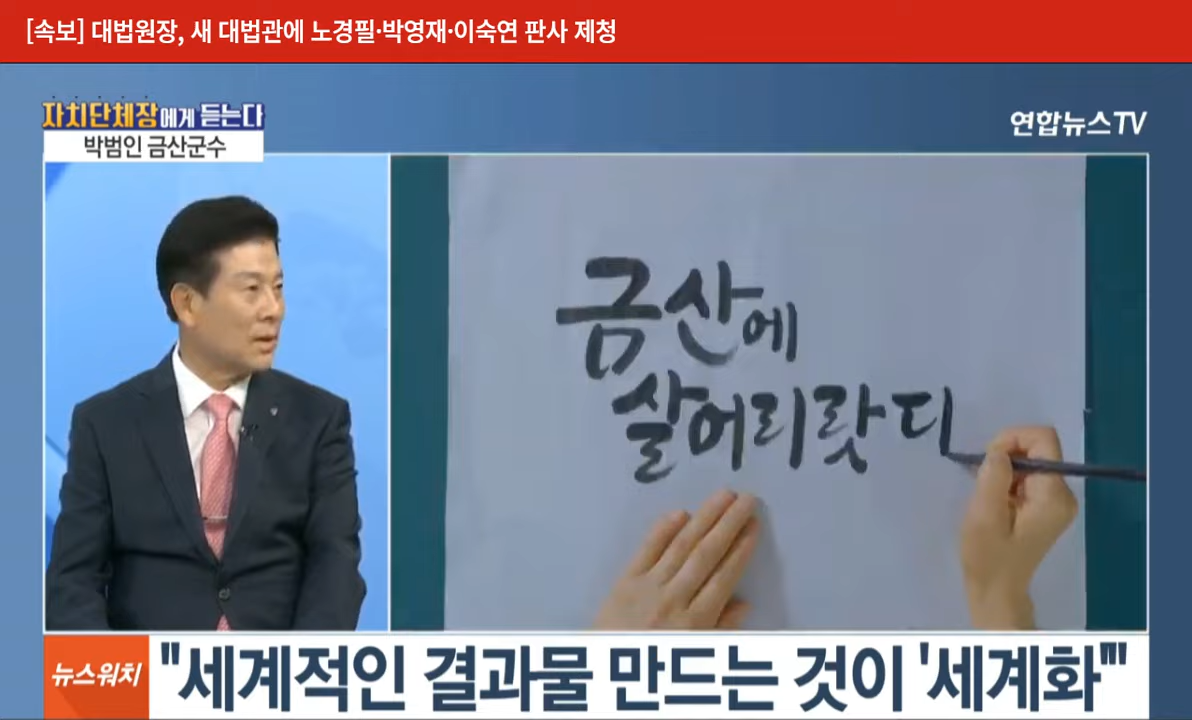 [속보] 대법원장, 새 대법관에 노경필·박영재·이숙연 판사 제청
자치단체장에게 듣는다
연합뉴스TV
박범인 금산군수
금산에
살어리랏디
뉴스워치
"세계적인 결과물 만드는 것이 '세계화'"